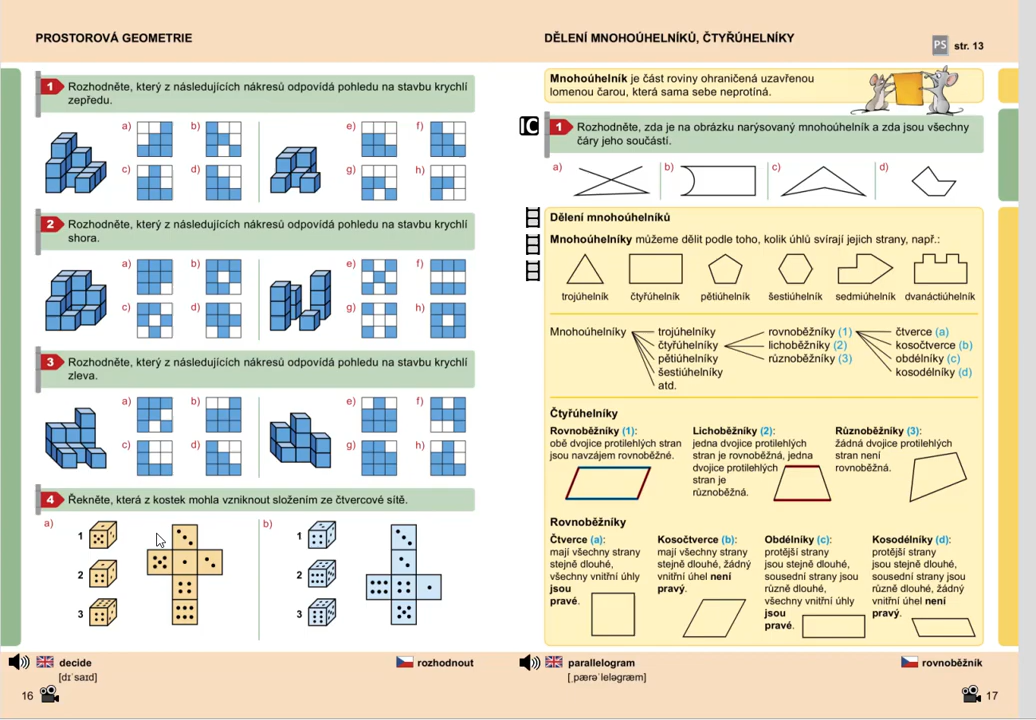 PROSTOROVÁ GEOMETRIE
1 Rozhodněte, který z následujících nákresů odpovídá pohledu na stavbu krychlí
zepředu.
a) b) e) f)
c) d) g) h)
2 Rozhodněte, který z následujících nákresů odpovídá pohledu na stavbu krychlí
shora.
a) b) e) f)
c) d) g) h)
3 Rozhodněte, který z následujících nákresů odpovídá pohledu na stavbu krychlí
zleva.
a) b) e) f)
c) d) g) h)
4 Řekněte, která z kostek mohla vzniknout složením ze čtvercové sítě.
a) b)
1 1
2 2
3 3
decide rozhodnout
[dɪˈsaɪd]
16
DĚLENÍ MNOHOÚHELNÍKŮ, ČTYŘÚHELNÍKY
PS str. 13
Mnohoúhelník je část roviny ohraničená uzavřenou
lomenou čarou, která sama sebe neprotíná.
1 Rozhodněte, zda je na obrázku narýsovaný mnohoúhelník a zda jsou všechny
čáry jeho součástí.
a) b) c) d)
Dělení mnohoúhelníků
Mnohoúhelníky můžeme dělit podle toho, kolik úhlů svírají jejich strany, např.:
trojúhelník čtyřúhelník pětiúhelník šestiúhelník sedmiúhelník dvanáctiúhelník
Mnohoúhelníky trojúhelníky rovnoběžníky (1) čtverce (a)
čtyřúhelníky lichoběžníky (2) kosočtverce (b)
pětiúhelníky různoběžníky (3) obdélníky (c)
šestiúhelníky kosodélníky (d)
atd.
Čtyřúhelníky
Rovnoběžníky (1):
obě dvojice protilehlých stran
jsou navzájem rovnoběžné.
Lichoběžníky (2):
jedna dvojice protilehlých
stran je rovnoběžná, jedna
dvojice protilehlých
stran je
různoběžná.
Různoběžníky (3):
žádná dvojice protilehlých
stran není
rovnoběžná.
Rovnoběžníky
Čtverce (a):
mají všechny strany
stejně dlouhé,
všechny vnitřní úhly
jsou
pravé.
Kosočtverce (b):
mají všechny strany
stejně dlouhé, žádný
vnitřní úhel není
pravý.
Obdélníky (c):
protější strany
jsou stejně dlouhé,
sousední strany jsou
různě dlouhé,
všechny vnitřní úhly
jsou
pravé.
Kosodélníky (d):
protější strany
jsou stejně dlouhé,
sousední strany jsou
různě dlouhé, žádný
vnitřní úhel není
pravý.
parallelogram rovnoběžník
[ˌpærəˈleləgræm]
17